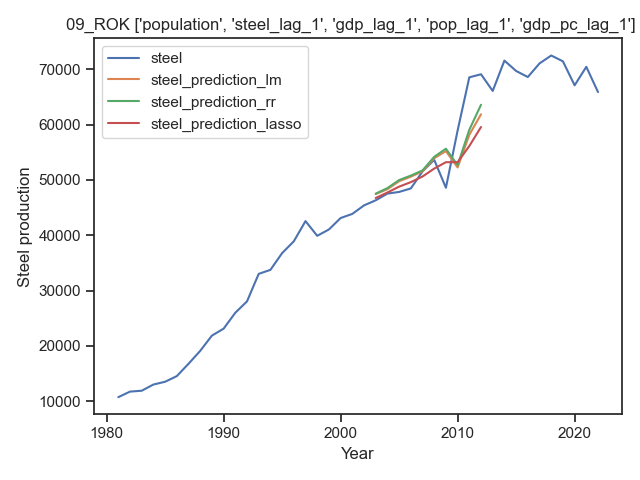 09_ROK ['population', 'steel_lag_1', 'gdp_lag_1', 'pop_lag_1', 'gdp_pc_lag_1']
steel
steel_prediction_lm
steel_prediction_rr
steel_prediction_lasso
70000
60000
50000
40000
30000
20000
10000
Steel production
1980 1990 2000 2010 2020
Year